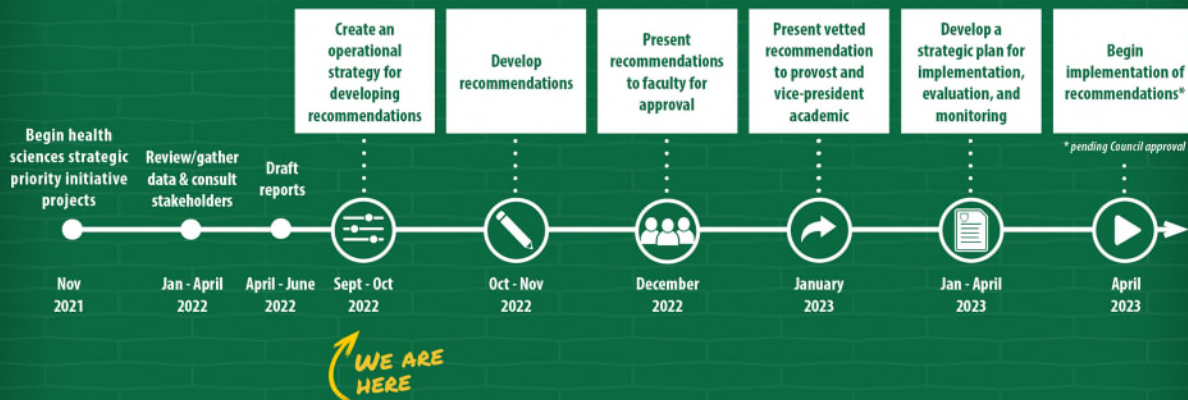 Begin health
sciences strategic
priority initiative
projects
Nov
2021
Review/gather
data & consult
stakeholders
Jan - April
2022
Draft
reports
April - June
2022
Create an
operational
strategy for
developing
recommendations
Sept - Oct
2022
WE ARE
HERE
Develop
recommendations
Oct - Nov
2022
Present
recommendations
to faculty for
approval
December
2022
Present vetted
recommendation
to provost and
vice-president
academic
January
2023
Develop a
strategic plan for
implementation,
evaluation, and
monitoring
Jan - April
2023
Begin
implementation of
recommendations*
* pending Council approval
April
2023